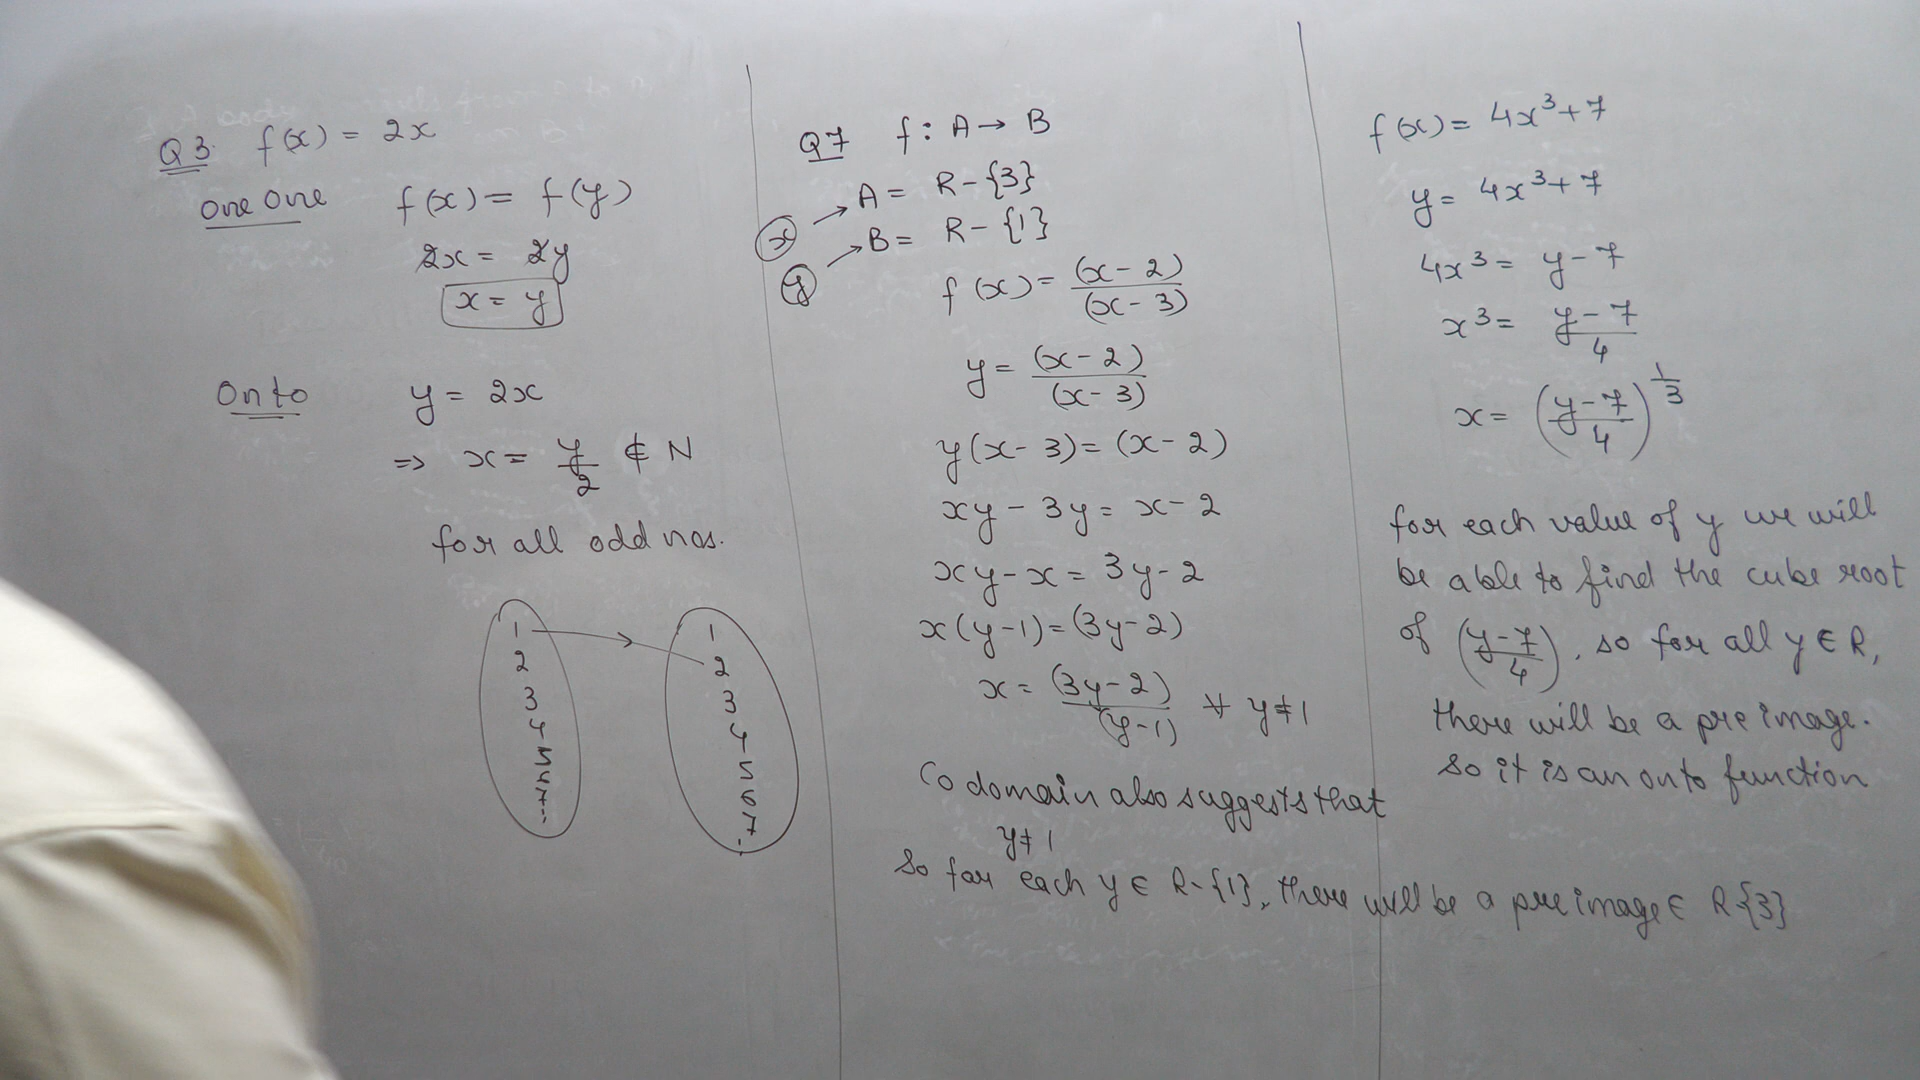 Q3. f(x) = 2x
One One f(x) = f(y)
2x = 2y
x = y
Onto y = 2x
⇒ x = y/2 ∉ N
for all odd nos.
1 1
2 2
3 3
4 4
5 5
6 6
7 7
Q7 f : A → B
A = R - {3}
x
B = R - {1}
y
f(x) = (x - 2)/(x - 3)
y = (x - 2)/(x - 3)
y(x - 3) = (x - 2)
xy - 3y = x - 2
xy - x = 3y - 2
x(y - 1) = (3y - 2)
x = (3y - 2)/(y - 1) ∀ y ≠ 1
Co domain also suggests that
y ≠ 1
So for each y ∈ R - {1}, there will be a pre image ∈ R-{3}
f(x) = 4x³ + 7
y = 4x³ + 7
4x³ = y - 7
x³ = (y - 7)/4
x = ((y - 7)/4)^(1/3)
for each value of y we will
be able to find the cube root
of ((y - 7)/4), so for all y ∈ R,
there will be a pre image.
So it is an onto function